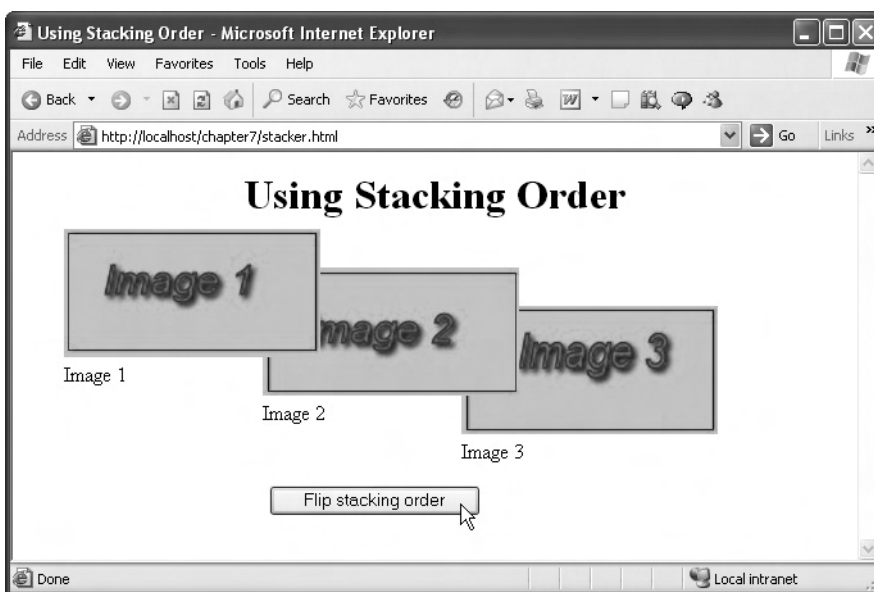 Using Stacking Order - Microsoft Internet Explorer
File Edit View Favorites Tools Help
Back Search Favorites
Address http://localhost/chapter7/stacker.html Go Links »
Using Stacking Order
Image 1
mage 2
Image 3
Image 1
Image 2
Image 3
Flip stacking order
Done Local intranet